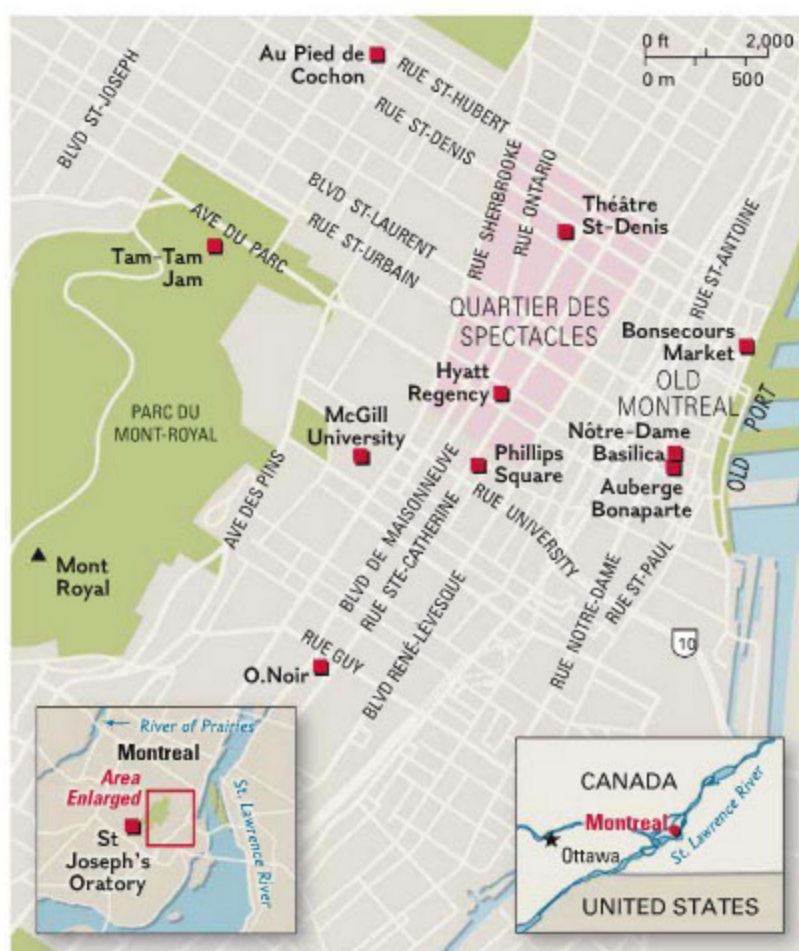 Au Pied de
Cochon
0 ft 2,000
0 m 500
BLVD ST-JOSEPH
RUE ST-HUBERT
RUE ST-DENIS
RUE SHERBROOKE
RUE ONTARIO
Théâtre
St-Denis
BLVD ST-LAURENT
RUE ST-URBAIN
AVE DU PARC
Tam-Tam
Jam
RUE ST-ANTOINE
QUARTIER DES
SPECTACLES
Bonsecours
Market
Hyatt
Regency
OLD
MONTREAL
OLD PORT
PARC DU
MONT-ROYAL
McGill
University
Nôtre-Dame
Basilica
Phillips
Square
Auberge
Bonaparte
AVE DES PINS
BLVD DE MAISONNEUVE
RUE STE-CATHERINE
RUE UNIVERSITY
Mont
Royal
RUE NOTRE-DAME
RUE ST-PAUL
BLVD RENÉ-LÉVESQUE
10
RUE GUY
O.Noir
River of Prairies
Montreal
Area
Enlarged
St
Joseph's
Oratory
St. Lawrence River
CANADA
Montreal
Ottawa
St. Lawrence River
UNITED STATES